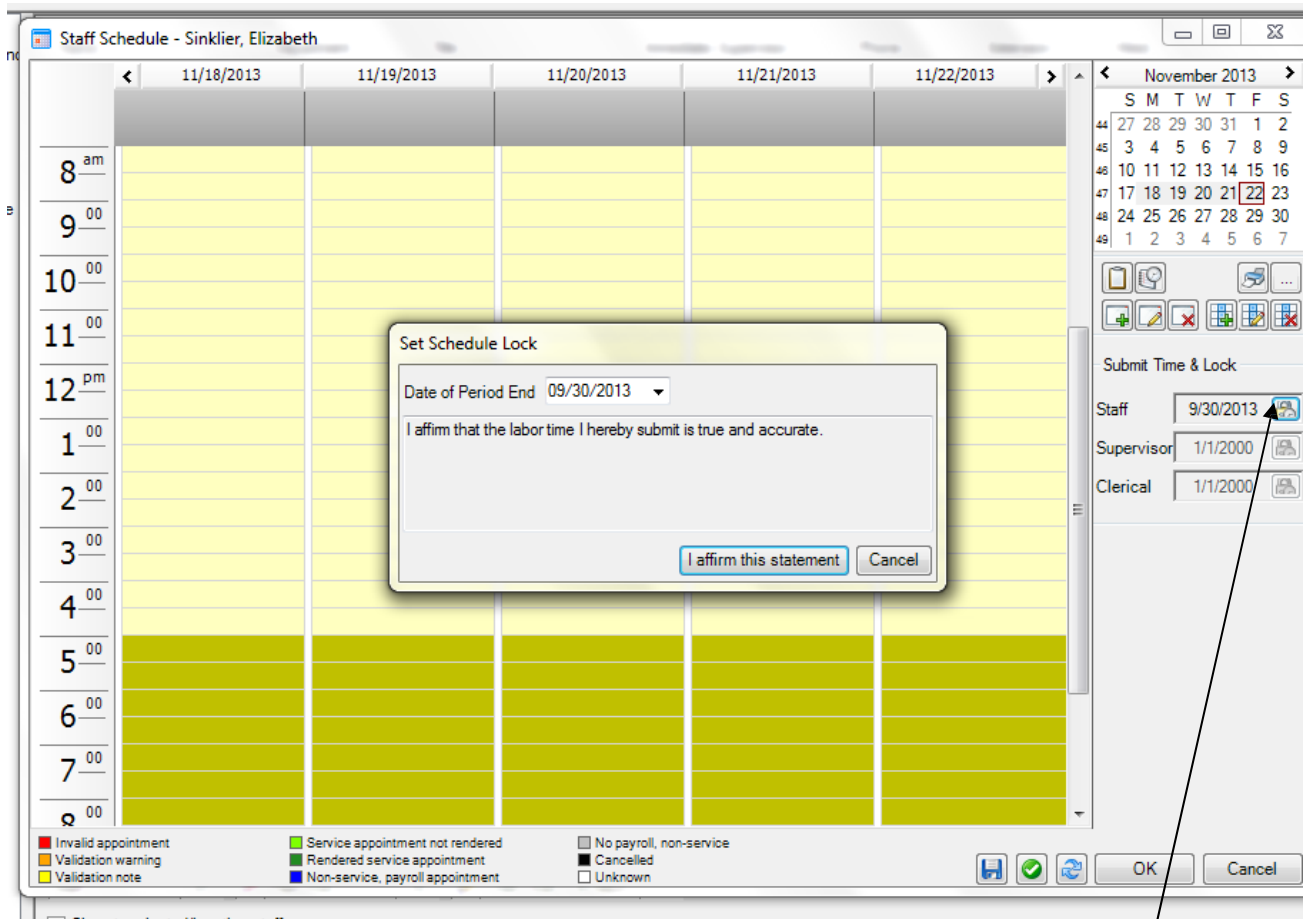 Staff Schedule - Sinklier, Elizabeth
11/18/2013 11/19/2013 11/20/2013 11/21/2013 11/22/2013
8 am
9 00
10 00
11 00
12 pm
1 00
2 00
3 00
4 00
5 00
6 00
7 00
8 00
Set Schedule Lock
Date of Period End 09/30/2013
I affirm that the labor time I hereby submit is true and accurate.
I affirm this statement Cancel
November 2013
S M T W T F S
44 27 28 29 30 31 1 2
45 3 4 5 6 7 8 9
46 10 11 12 13 14 15 16
47 17 18 19 20 21 22 23
48 24 25 26 27 28 29 30
49 1 2 3 4 5 6 7
...
Submit Time & Lock
Staff 9/30/2013
Supervisor 1/1/2000
Clerical 1/1/2000
Invalid appointment Service appointment not rendered No payroll, non-service
Validation warning Rendered service appointment Cancelled
Validation note Non-service, payroll appointment Unknown
OK Cancel